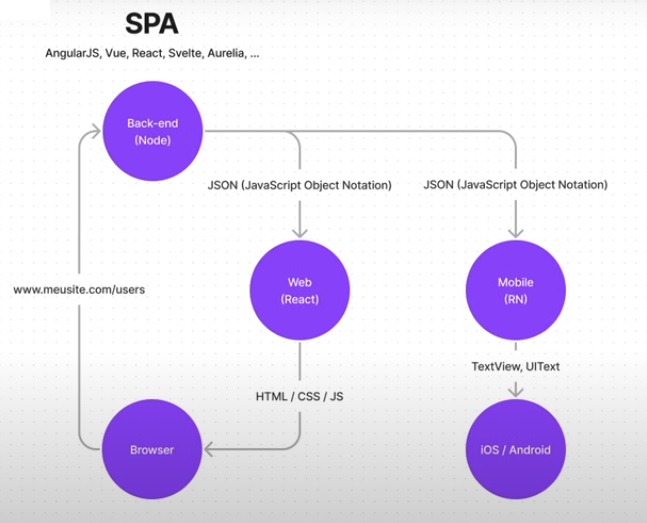 SPA
AngularJS, Vue, React, Svelte, Aurelia, ...
Back-end
(Node)
JSON (JavaScript Object Notation)
JSON (JavaScript Object Notation)
www.meusite.com/users
Web
(React)
Mobile
(RN)
TextView, UIText
HTML / CSS / JS
Browser
iOS / Android